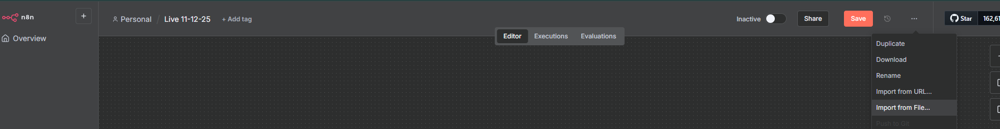 n8n
+
Personal / Live 11-12-25 + Add tag
Inactive
Share
Save
...
Star 162,61
Overview
Editor Executions Evaluations
Duplicate
Download
Rename
Import from URL...
Import from File...
Push to Git